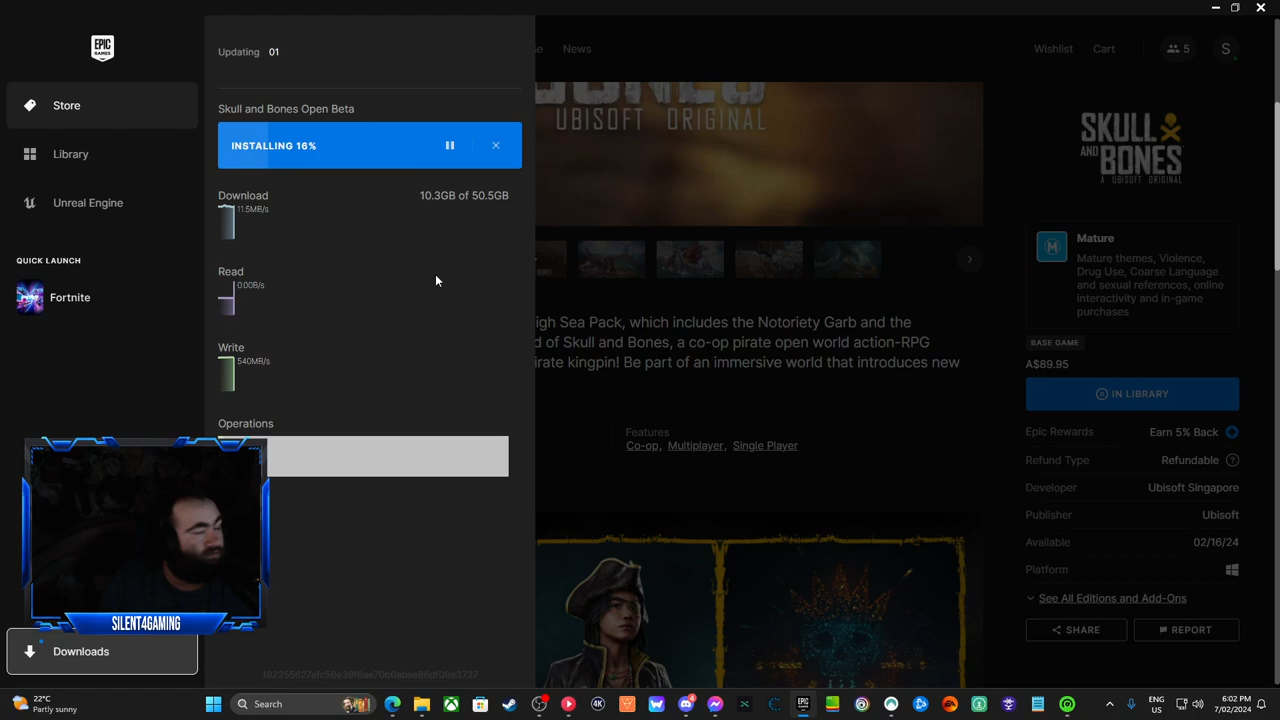 EPIC
GAMES
Store
Library
Unreal Engine
QUICK LAUNCH
Fortnite
SILENT4GAMING
Downloads
Updating 01
Skull and Bones Open Beta
INSTALLING 16%
Download 10.3GB of 50.5GB
11.5MB/s
Read
0.00B/s
Write
540MB/s
Operations
News
Wishlist Cart 5 S
BONES
UBISOFT ORIGINAL
igh Sea Pack, which includes the Notoriety Garb and the
d of Skull and Bones, a co-op pirate open world action-RPG
irate kingpin! Be part of an immersive world that introduces new
Features
Co-op, Multiplayer, Single Player
SKULL
AND
BONES
A UBISOFT ORIGINAL
M
Mature
Mature themes, Violence,
Drug Use, Coarse Language
and sexual references, online
interactivity and in-game
purchases
BASE GAME
A$89.95
IN LIBRARY
Epic Rewards Earn 5% Back
Refund Type Refundable ?
Developer Ubisoft Singapore
Publisher Ubisoft
Available 02/16/24
Platform
See All Editions and Add-Ons
SHARE REPORT
22°C
Partly sunny
Search
4K
4
EPIC
ENG
US
6:02 PM
7/02/2024